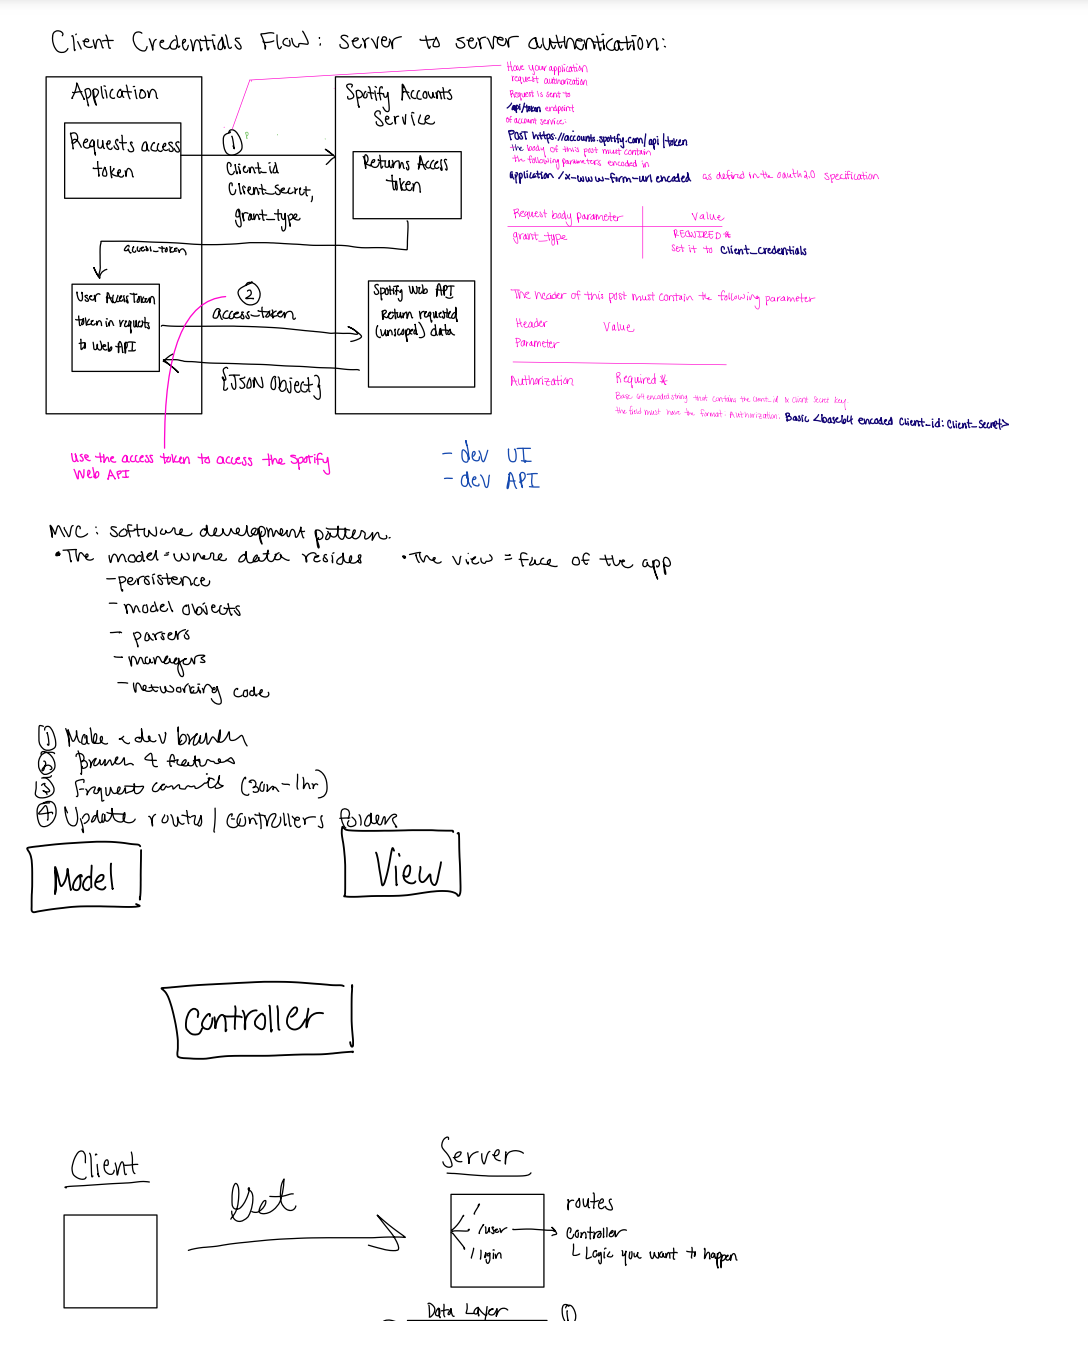 Client Credentials Flow: Server to server authentication:
Application
Requests access
token
1
Client_id
Client_Secret,
grant_type
Spotify Accounts
Service
Returns Access
token
access_token
User Access Token
token in requests
to Web API
2
access_token
Spotify Web API
Return requested
(unscoped) data
{JSON Object}
use the access token to access the Spotify
Web API
Have your application
request authorization
Request is sent to
/api/token endpoint
of account service:
POST https://accounts.spotify.com/api/token
the body of this post must contain
the following parameters encoded in
application/x-www-form-url encoded as defined in the oauth2.0 specification
Request body parameter Value
grant_type REQUIRED*
Set it to Client_credentials
The header of this post must contain the following parameter
Header Value
Parameter
Authorization Required *
Base 64 encoded string that contains the client_id & client secret key
the field must have the format: Authorization: Basic <base64 encoded Client_id: Client_Secret>
- dev UI
- dev API
MVC: software development pattern.
• The model = where data resides • The view = face of the app
- persistence
- model objects
- parsers
- managers
- networking code
1 Make a dev branch
2 Branch 4 features
3 Frquest commits (30m-1hr)
4 Update routes / controllers folders
Model
View
Controller
Client
Get
Server
/
/user
/login
routes
Controller
└ Logic you want to happen
Data Layer 1